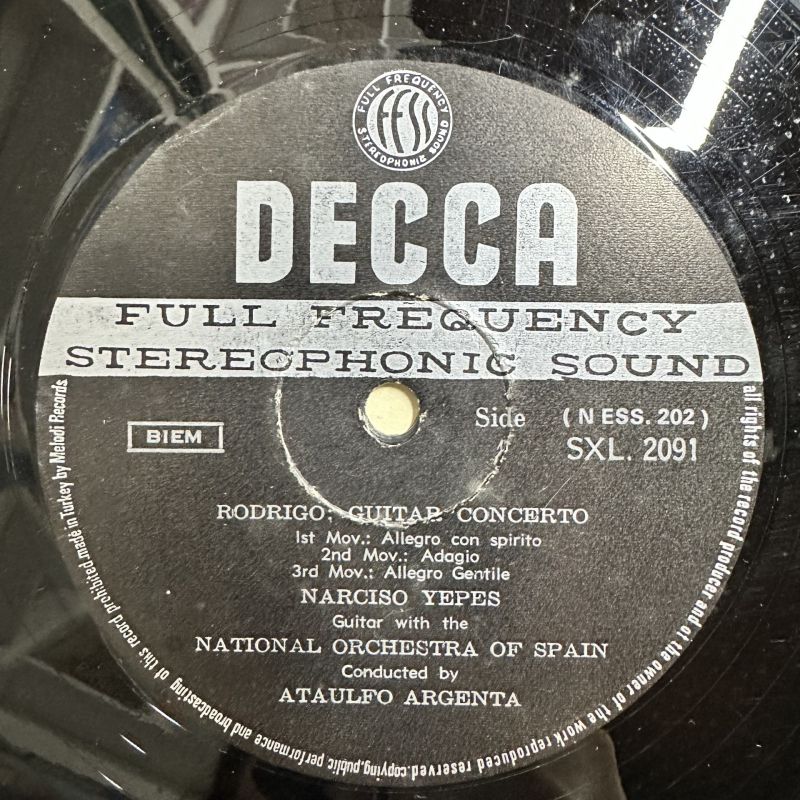 FULL FREQUENCY
FFSS
STEREOPHONIC SOUND
DECCA
FULL FREQUENCY
STEREOPHONIC SOUND
BIEM
Side ( N ESS. 202 )
SXL. 2091
RODRIGO; GUITAR CONCERTO
1st Mov.: Allegro con spirito
2nd Mov.: Adagio
3rd Mov.: Allegro Gentile
NARCISO YEPES
Guitar with the
NATIONAL ORCHESTRA OF SPAIN
Conducted by
ATAULFO ARGENTA
all rights of the record producer and of the owner of the work reproduced reserved.copying,public performance and broadcasting of this record prohibited.made in Turkey by Melodi Records